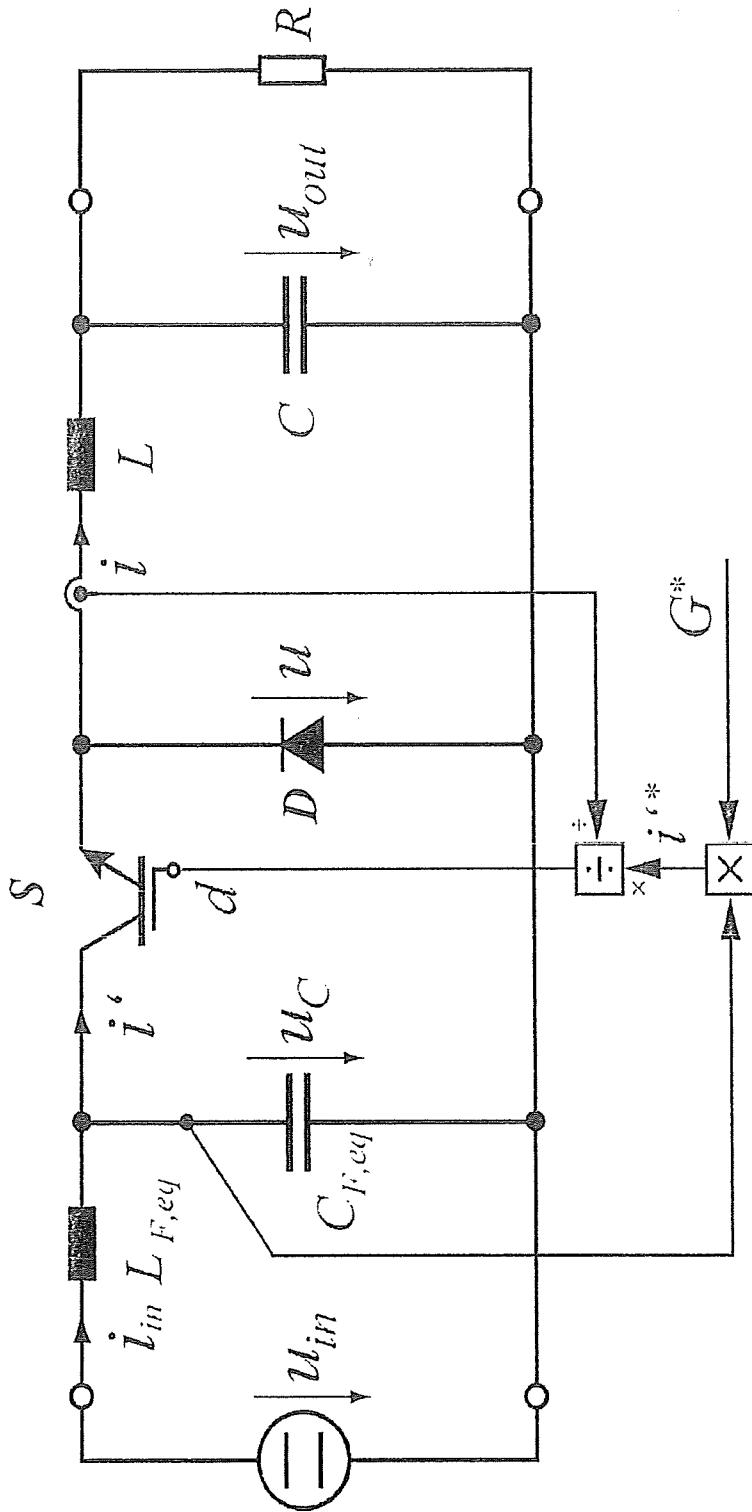 S
i_in L_F,eq
i‘
i
L
R
u_in
C_F,eq
u_C
d
D
u
C
u_out
÷
÷
×
i‘*
×
G*